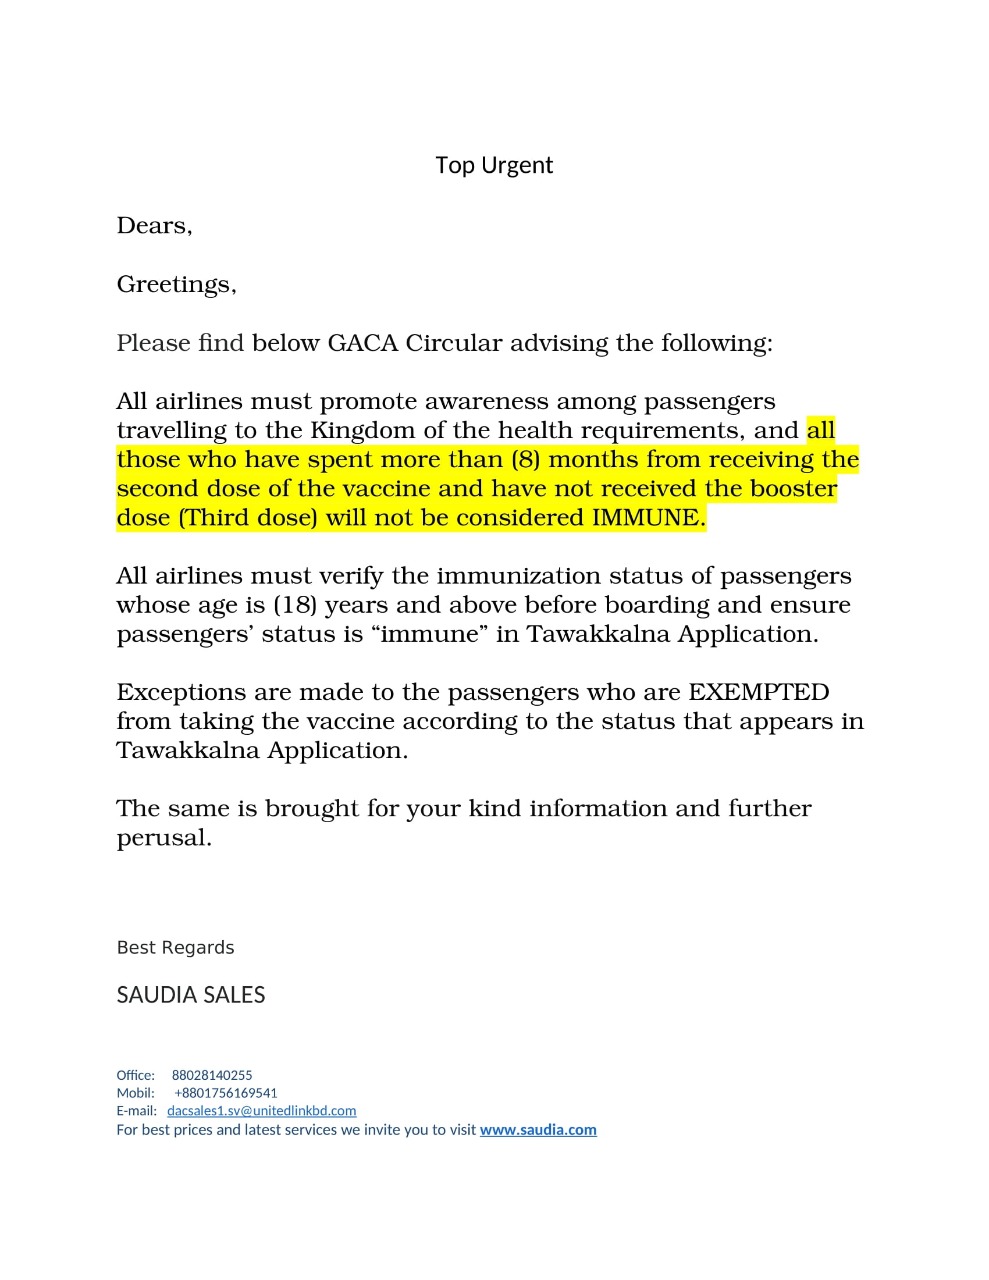 Top Urgent
Dears,
Greetings,
Please find below GACA Circular advising the following:
All airlines must promote awareness among passengers
travelling to the Kingdom of the health requirements, and all
those who have spent more than (8) months from receiving the
second dose of the vaccine and have not received the booster
dose (Third dose) will not be considered IMMUNE.
All airlines must verify the immunization status of passengers
whose age is (18) years and above before boarding and ensure
passengers’ status is “immune” in Tawakkalna Application.
Exceptions are made to the passengers who are EXEMPTED
from taking the vaccine according to the status that appears in
Tawakkalna Application.
The same is brought for your kind information and further
perusal.
Best Regards
SAUDIA SALES
Office: 88028140255
Mobil: +8801756169541
E-mail: dacsales1.sv@unitedlinkbd.com
For best prices and latest services we invite you to visit www.saudia.com